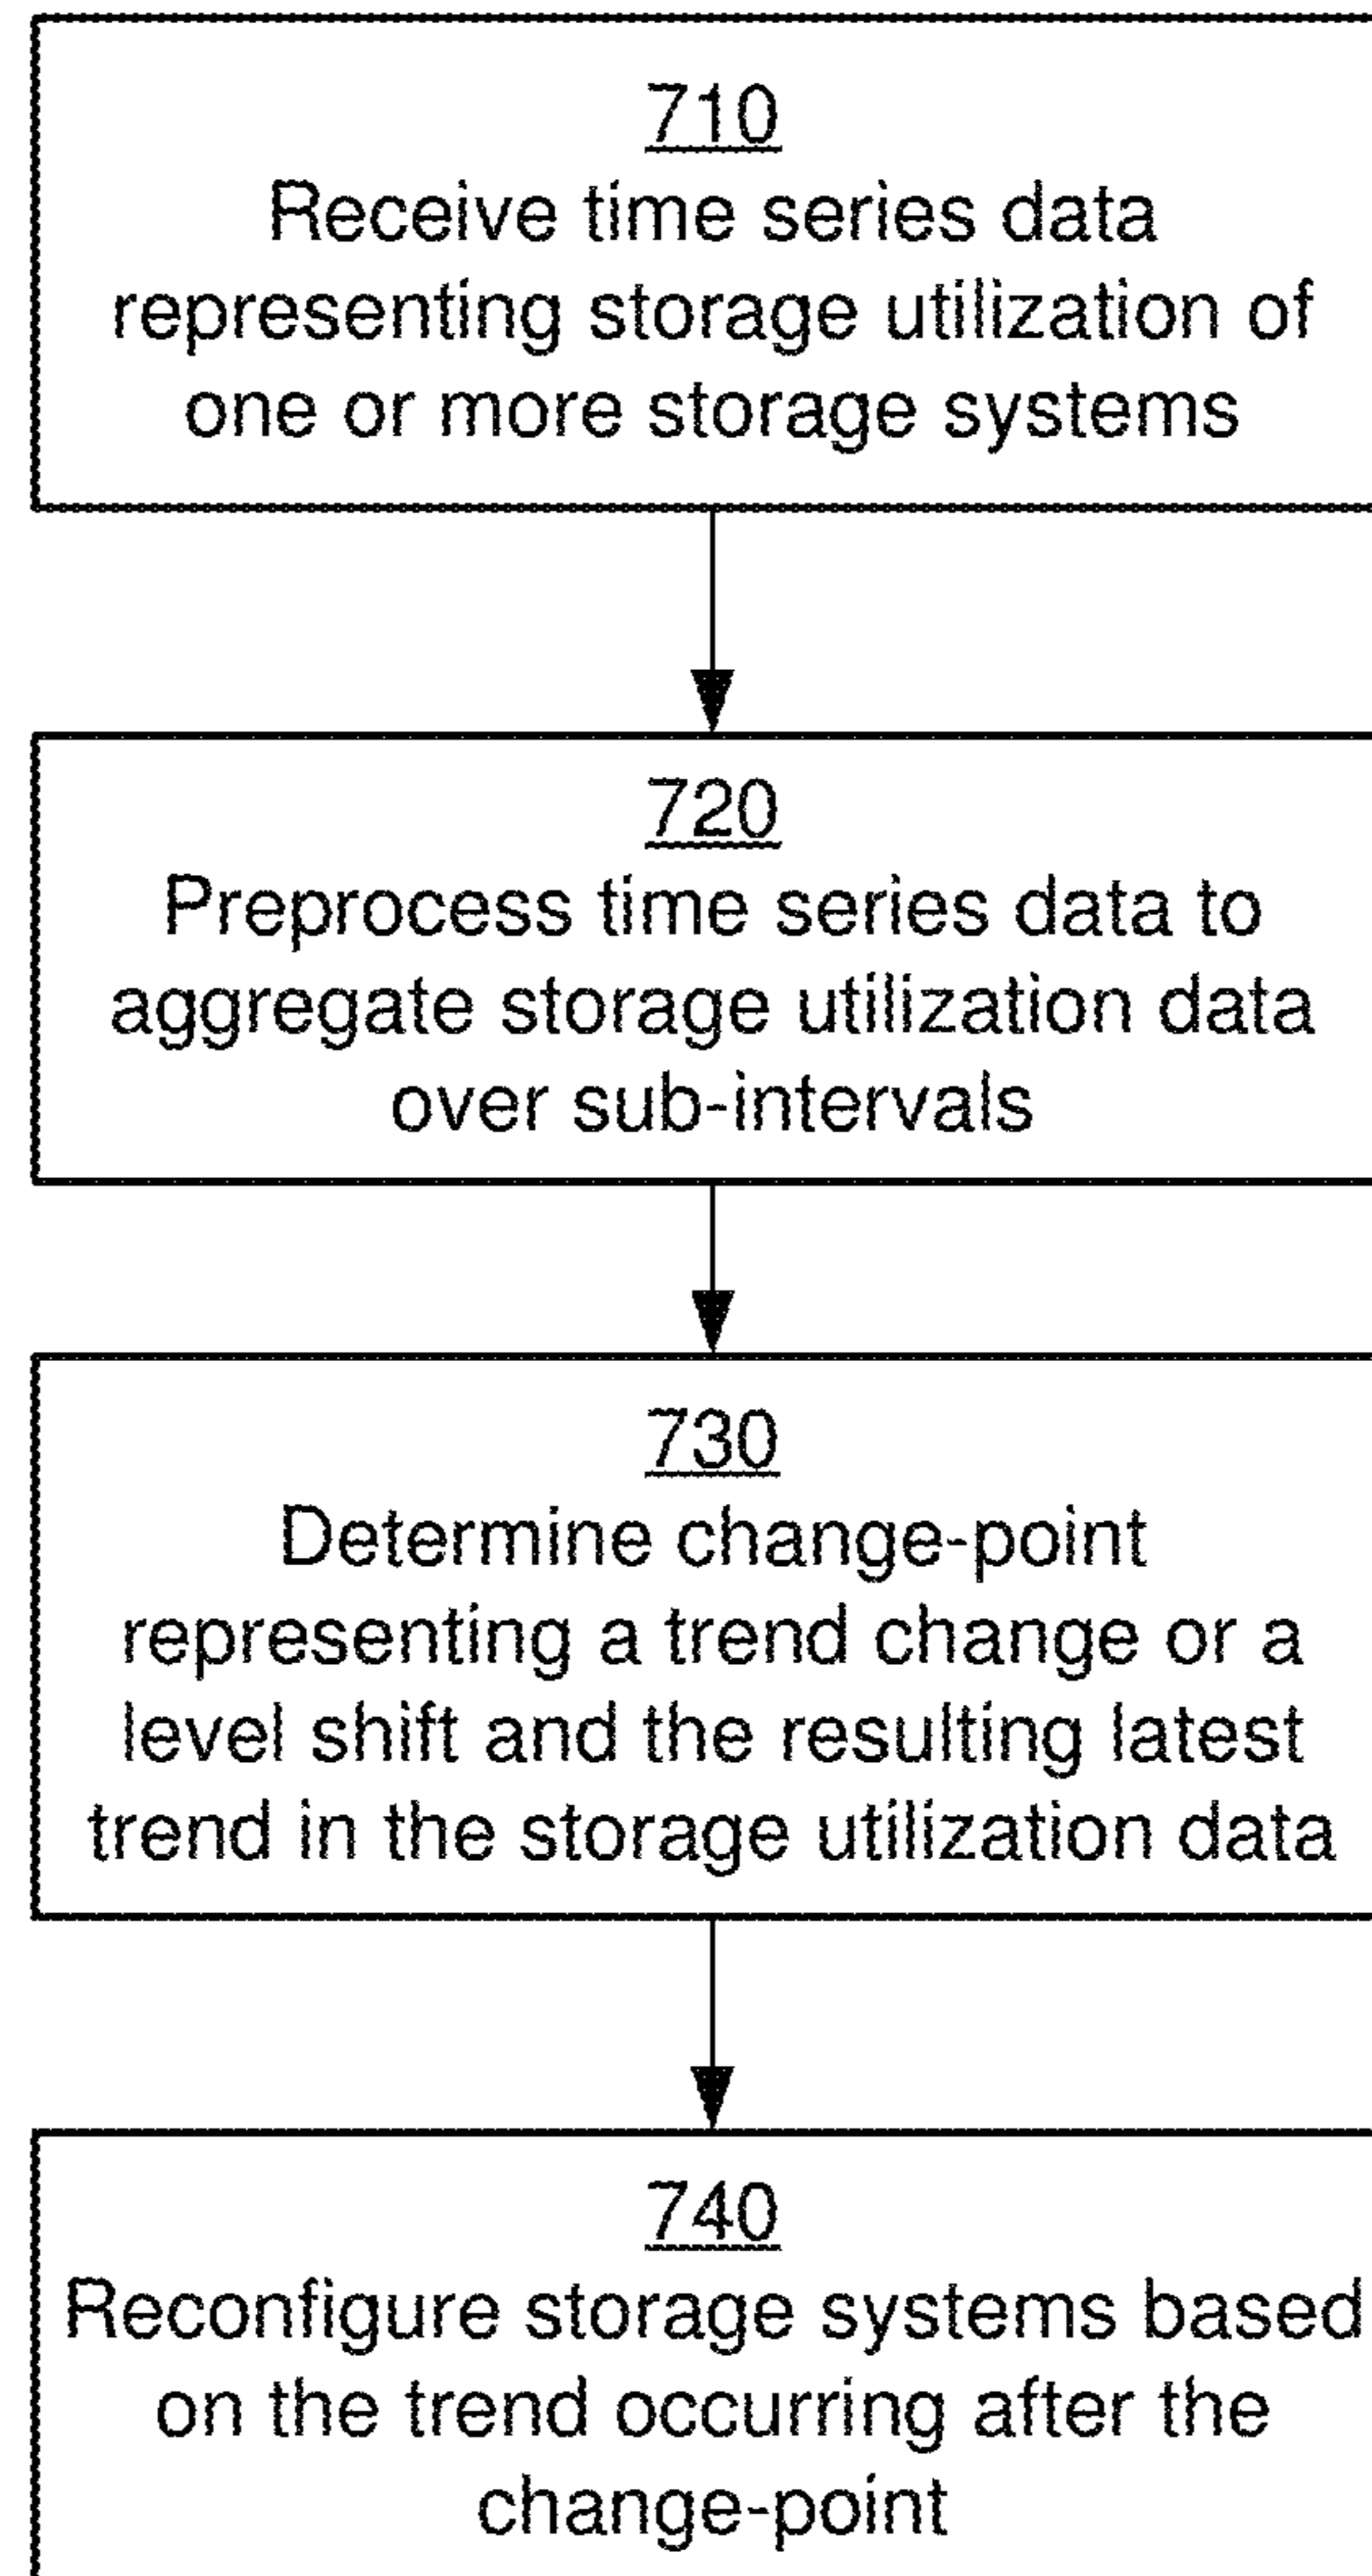 710
Receive time series data
representing storage utilization of
one or more storage systems
720
Preprocess time series data to
aggregate storage utilization data
over sub-intervals
730
Determine change-point
representing a trend change or a
level shift and the resulting latest
trend in the storage utilization data
740
Reconfigure storage systems based
on the trend occurring after the
change-point